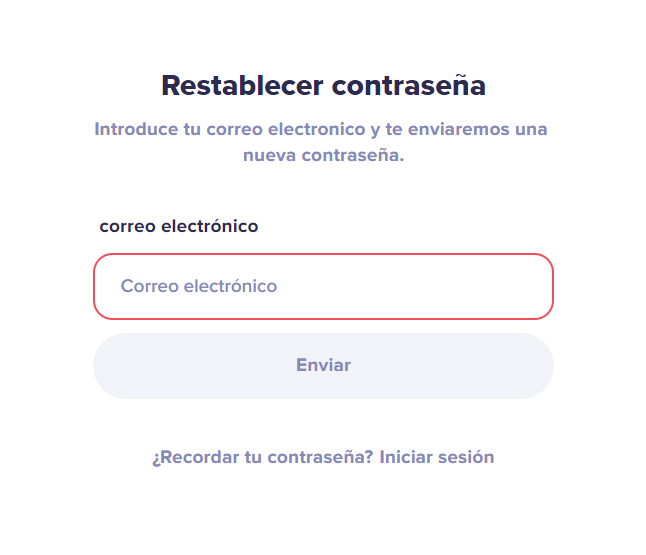 Restablecer contraseña
Introduce tu correo electronico y te enviaremos una
nueva contraseña.
correo electrónico
Correo electrónico
Enviar
¿Recordar tu contraseña? Iniciar sesión